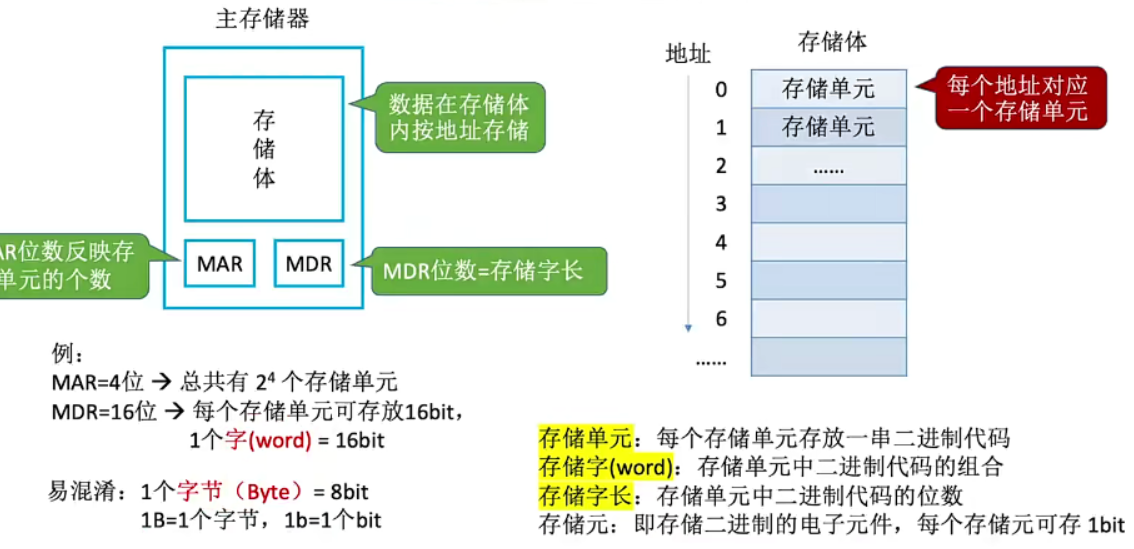 主存储器
存
储
体
数据在存储体
内按地址存储
AR位数反映存
单元的个数
MAR
MDR
MDR位数=存储字长
地址
存储体
0
存储单元
1
存储单元
2
......
3
4
5
6
......
每个地址对应
一个存储单元
例：
MAR=4位 → 总共有 2⁴ 个存储单元
MDR=16位 → 每个存储单元可存放16bit，
1个字(word) = 16bit
易混淆：1个字节（Byte）= 8bit
1B=1个字节，1b=1个bit
存储单元：每个存储单元存放一串二进制代码
存储字(word)：存储单元中二进制代码的组合
存储字长：存储单元中二进制代码的位数
存储元：即存储二进制的电子元件，每个存储元可存 1bit